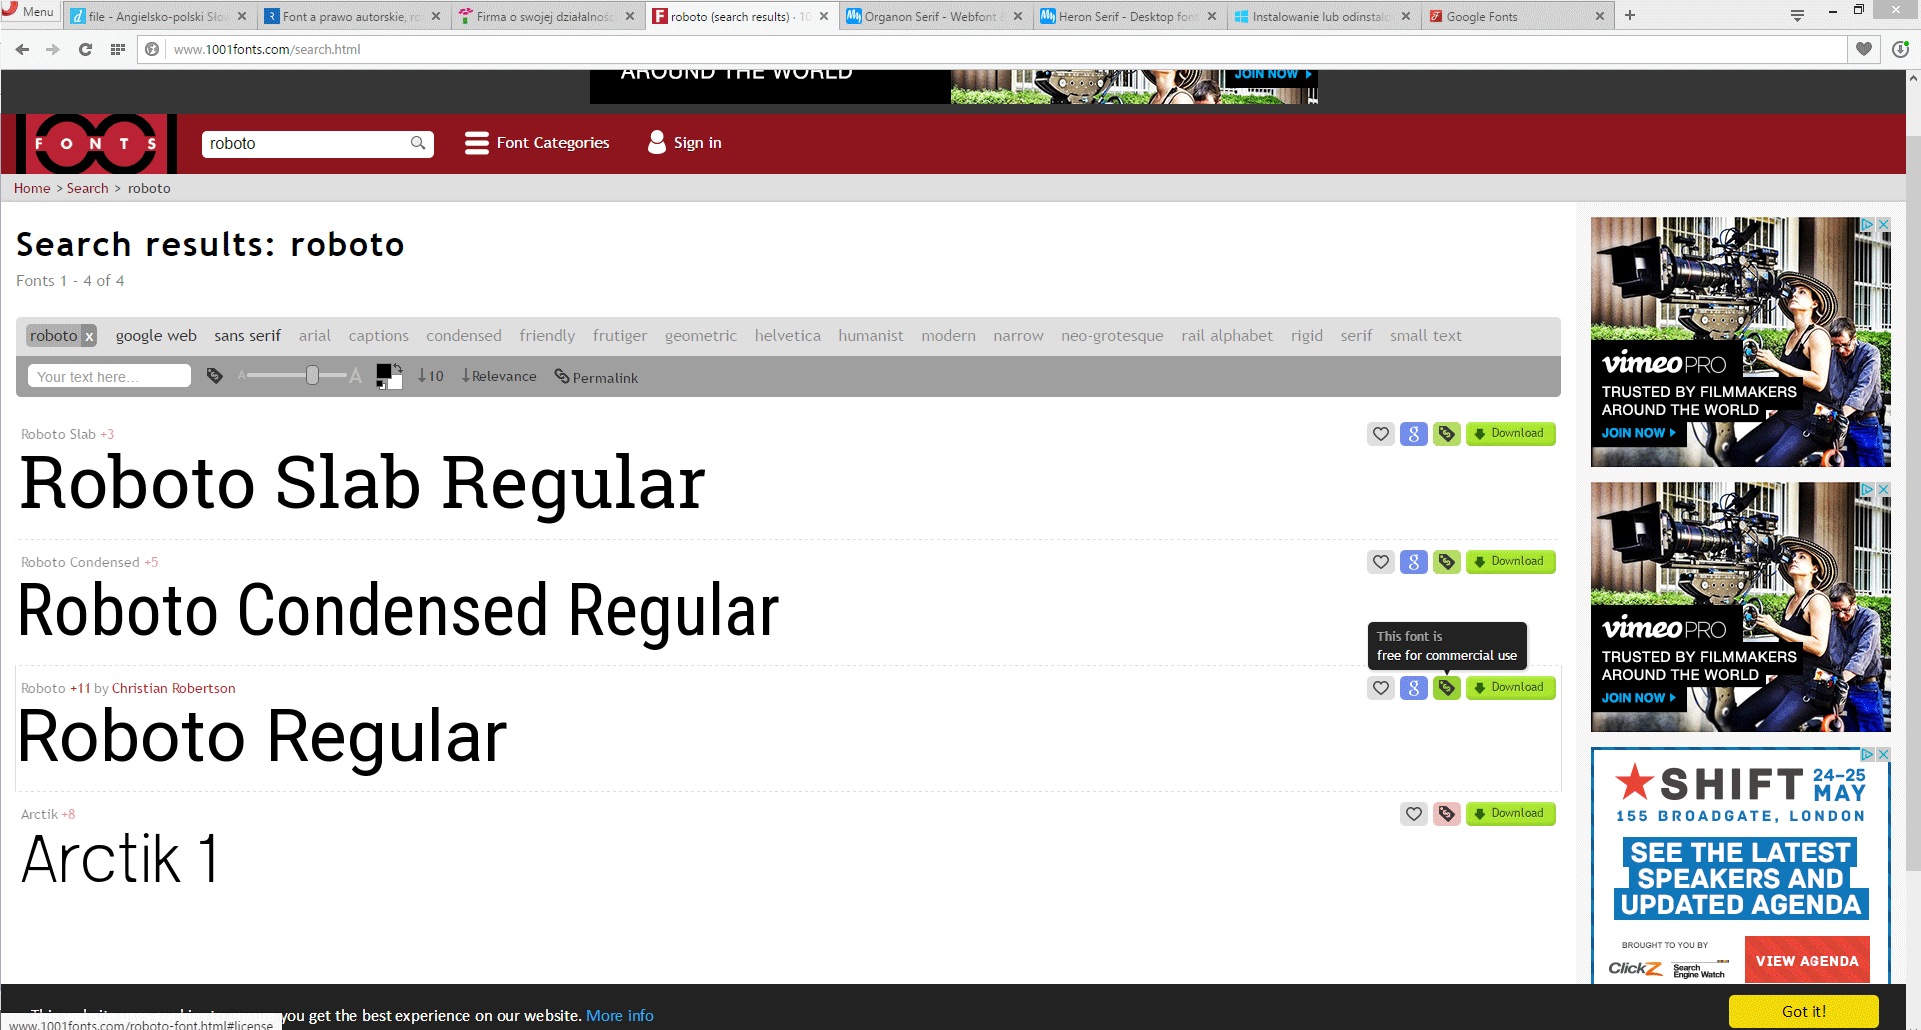 Menu
file - Angielsko-polski Sło
Font a prawo autorskie, ro
Firma o swojej działalności
roboto (search results) · 10
Organon Serif - Webfont &
Heron Serif - Desktop font
Instalowanie lub odinstalo
Google Fonts
www.1001fonts.com/search.html
AROUND THE WORLD
JOIN NOW
FONTS
roboto
Font Categories
Sign in
Home > Search > roboto
Search results: roboto
Fonts 1 - 4 of 4
roboto x google web sans serif arial captions condensed friendly frutiger geometric helvetica humanist modern narrow neo-grotesque rail alphabet rigid serif small text
Your text here... A A ↓10 ↓Relevance Permalink
Roboto Slab +3
g Download
Roboto Slab Regular
Roboto Condensed +5
g Download
Roboto Condensed Regular
This font is
free for commercial use
Roboto +11 by Christian Robertson
g Download
Roboto Regular
Arctik +8
Download
Arctik 1
vimeo PRO
TRUSTED BY FILMMAKERS
AROUND THE WORLD
JOIN NOW
vimeo PRO
TRUSTED BY FILMMAKERS
AROUND THE WORLD
JOIN NOW
SHIFT 24–25 MAY
155 BROADGATE, LONDON
SEE THE LATEST
SPEAKERS AND
UPDATED AGENDA
BROUGHT TO YOU BY
ClickZ Search Engine Watch
VIEW AGENDA
you get the best experience on our website. More info
Got it!
www.1001fonts.com/roboto-font.html#license